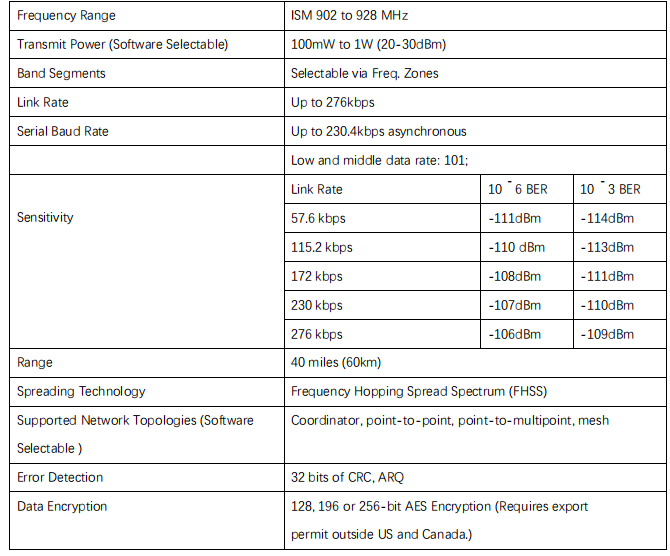 Frequency Range ISM 902 to 928 MHz
Transmit Power (Software Selectable) 100mW to 1W (20-30dBm)
Band Segments Selectable via Freq. Zones
Link Rate Up to 276kbps
Serial Baud Rate Up to 230.4kbps asynchronous
Low and middle data rate: 101;
Link Rate 10 ‾ 6 BER 10 ‾ 3 BER
Sensitivity 57.6 kbps -111dBm -114dBm
115.2 kbps -110 dBm -113dBm
172 kbps -108dBm -111dBm
230 kbps -107dBm -110dBm
276 kbps -106dBm -109dBm
Range 40 miles (60km)
Spreading Technology Frequency Hopping Spread Spectrum (FHSS)
Supported Network Topologies (Software Coordinator, point-to-point, point-to-multipoint, mesh
Selectable )
Error Detection 32 bits of CRC, ARQ
Data Encryption 128, 196 or 256-bit AES Encryption (Requires export
permit outside US and Canada.)